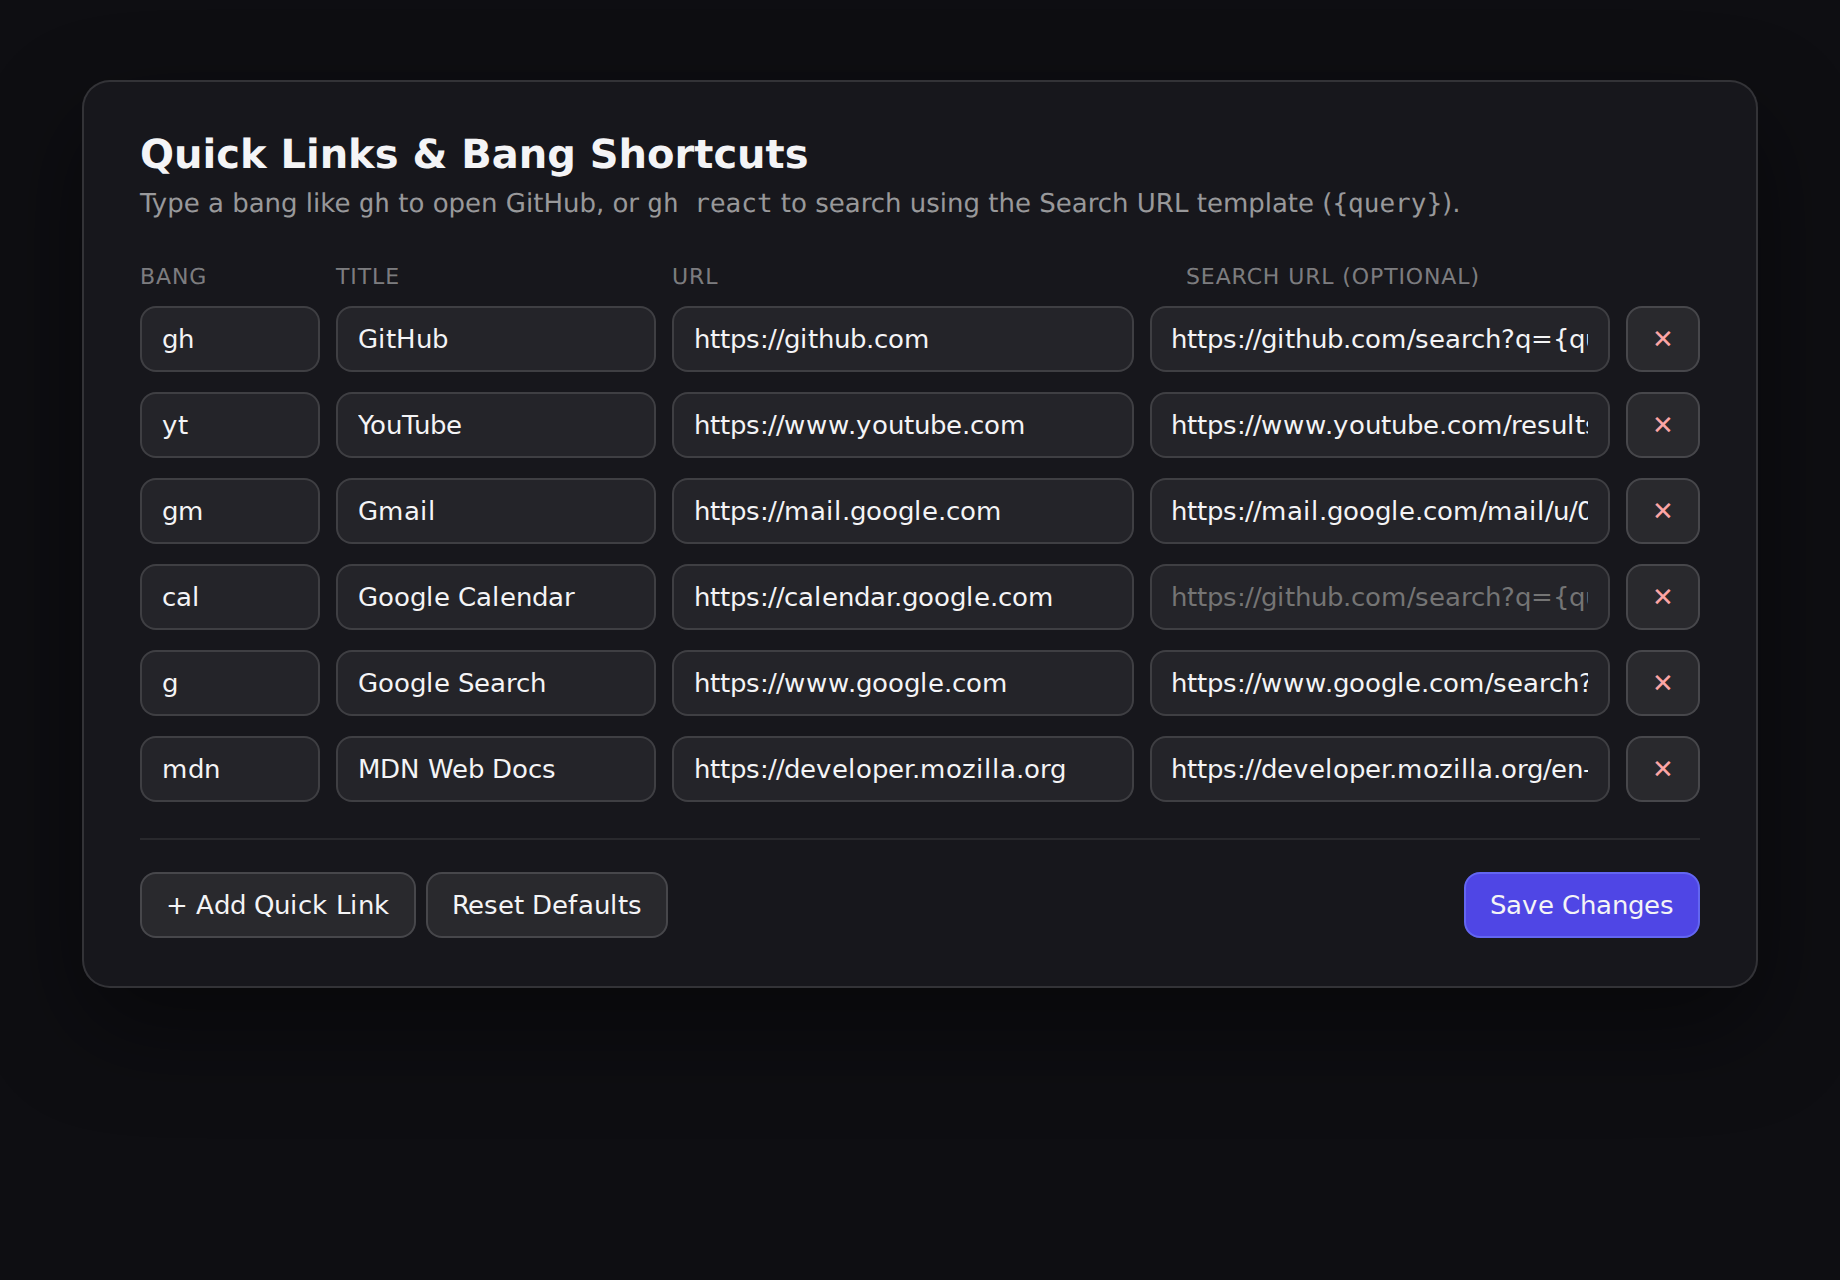 Quick Links & Bang Shortcuts
Type a bang like gh to open GitHub, or gh react to search using the Search URL template ({query}).
BANG TITLE URL SEARCH URL (OPTIONAL)
gh GitHub https://github.com https://github.com/search?q={qu ✕
yt YouTube https://www.youtube.com https://www.youtube.com/results ✕
gm Gmail https://mail.google.com https://mail.google.com/mail/u/0 ✕
cal Google Calendar https://calendar.google.com https://github.com/search?q={qu ✕
g Google Search https://www.google.com https://www.google.com/search? ✕
mdn MDN Web Docs https://developer.mozilla.org https://developer.mozilla.org/en- ✕
+ Add Quick Link Reset Defaults Save Changes